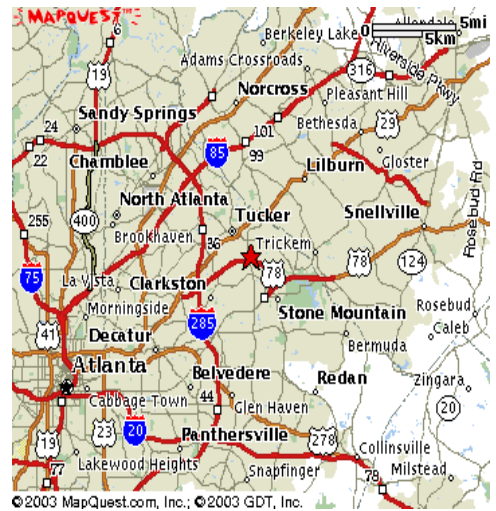 MAPQUEST
Allendale
6
Berkeley Lake
0
5mi
5km
Adams Crossroads
Riverside Pkwy
19
316
Norcross
Pleasant Hill
Sandy Springs
Bethesda
29
24
101
22
99
85
Gloster
Chamblee
Lilburn
Rosebud Rd
North Atlanta
Snellville
255
400
Tucker
Brookhaven
36
Trickem
78
78
124
75
La Vista
Clarkston
Morningside
285
Stone Mountain
Rosebud
41
Caleb
Decatur
Bermuda
Atlanta
Belvedere
Redan
Zingara
Cabbage Town
44
Glen Haven
20
20
19
23
Panthersville
278
77
Collinsville
Lakewood Heights
78
Snapfinger
Milstead
©2003 MapQuest.com, Inc.; ©2003 GDT, Inc.